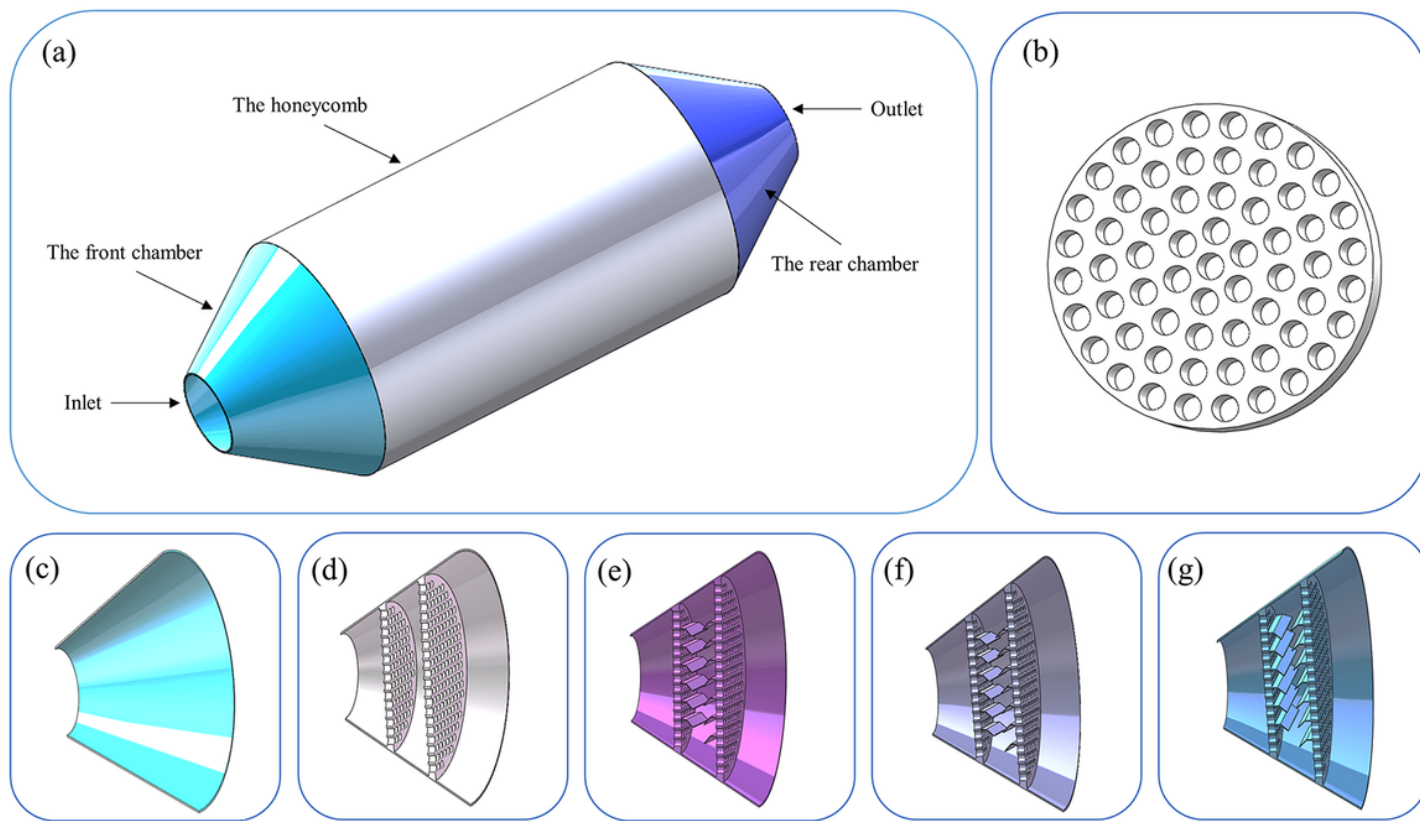 (a)
The honeycomb
Outlet
The front chamber
The rear chamber
Inlet
(b)
(c)
(d)
(e)
(f)
(g)